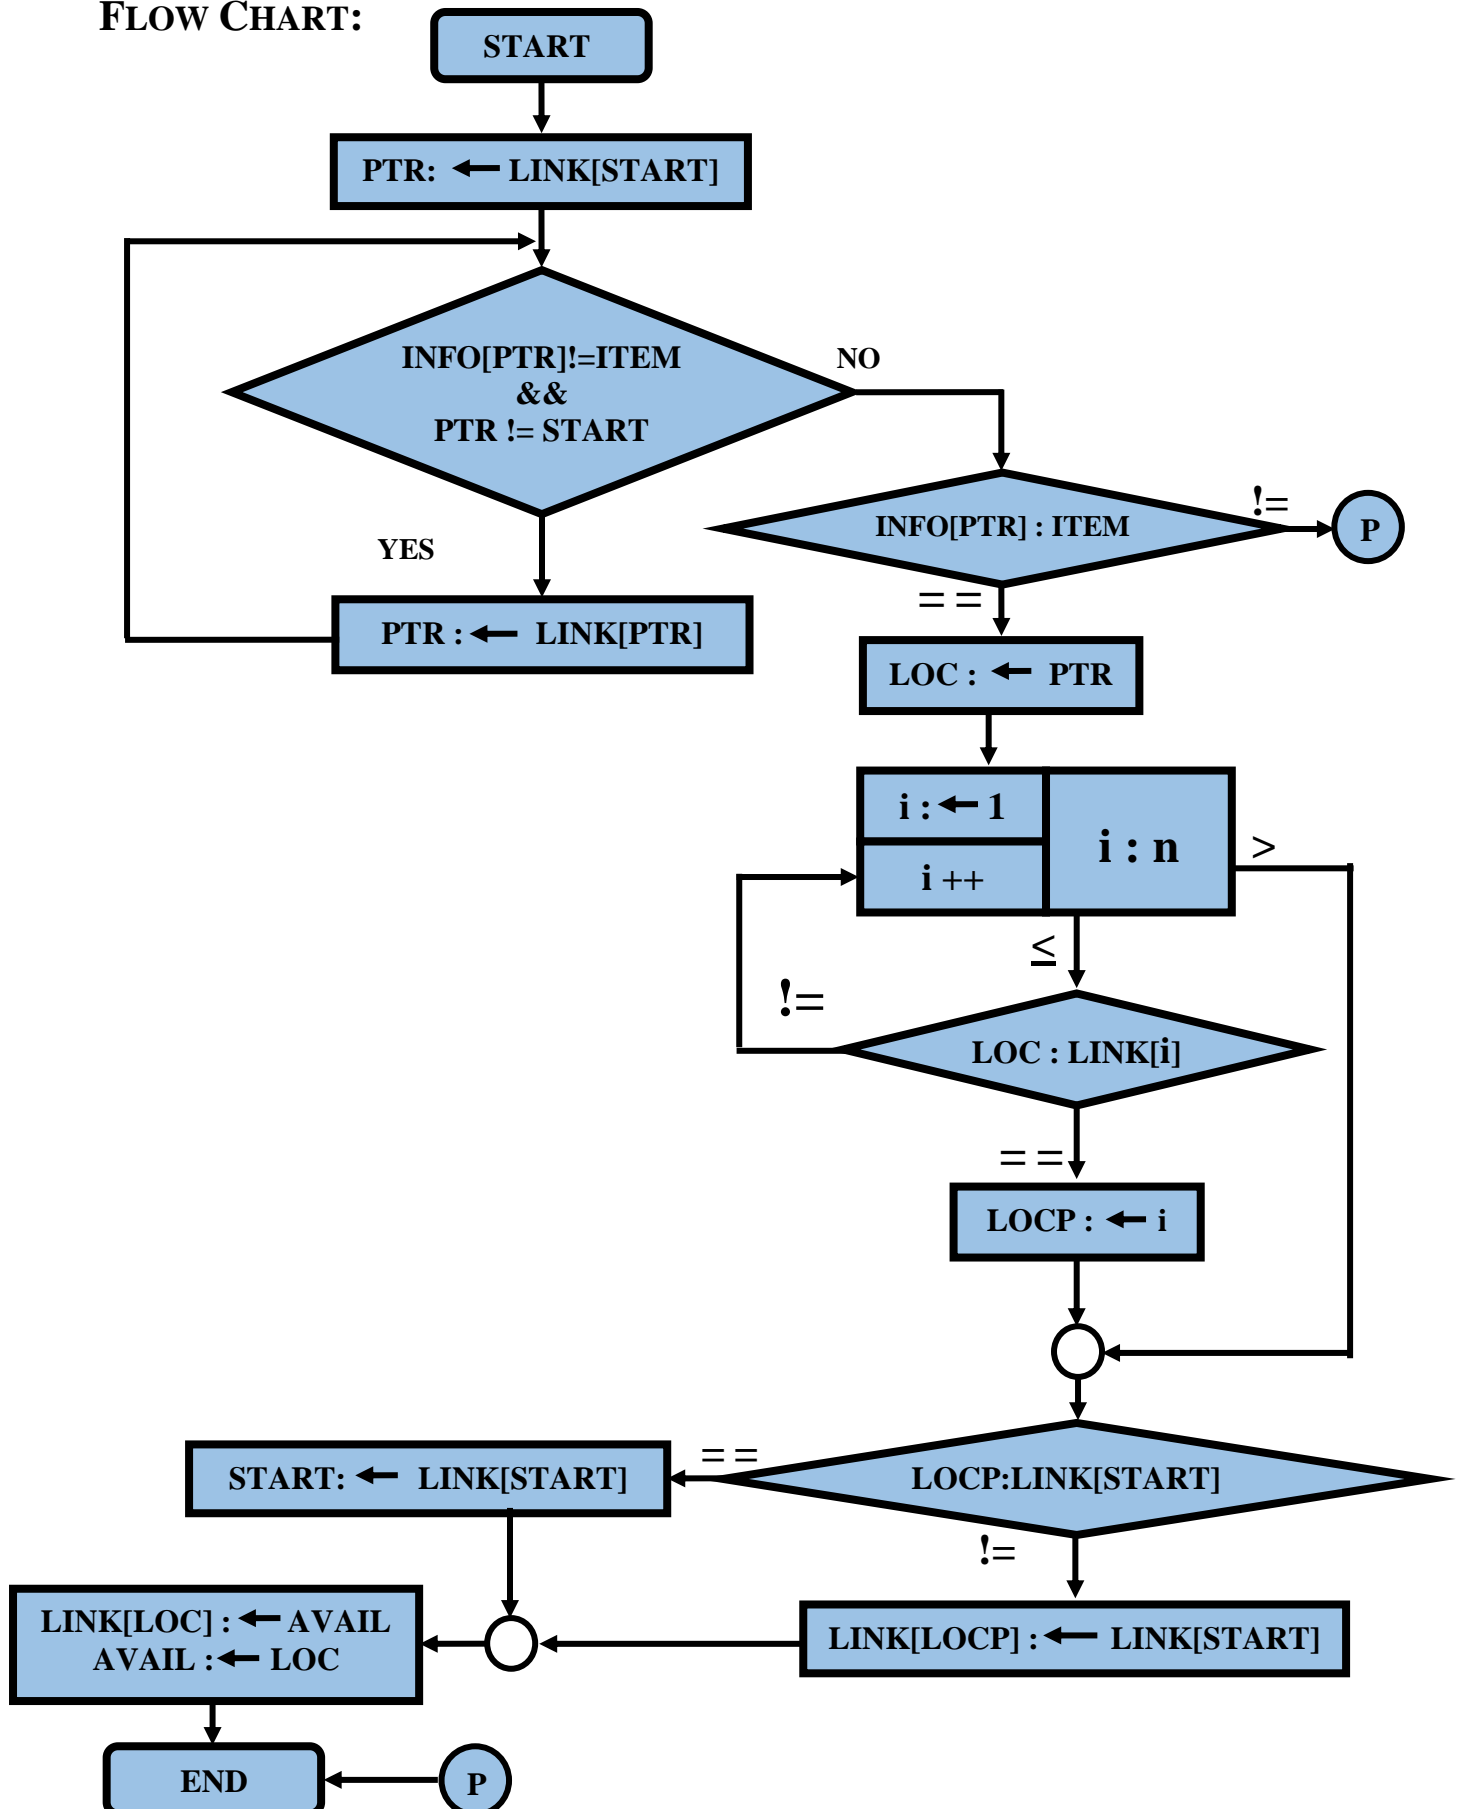 FLOW CHART:
START
PTR: ← LINK[START]
INFO[PTR]!=ITEM
&&
PTR != START
NO
YES
PTR : ← LINK[PTR]
INFO[PTR] : ITEM
!=
P
= =
LOC : ← PTR
i : ← 1
i ++
i : n
>
≤
!=
LOC : LINK[i]
= =
LOCP : ← i
LOCP:LINK[START]
= =
START: ← LINK[START]
!=
LINK[LOCP] : ← LINK[START]
LINK[LOC] : ← AVAIL
AVAIL : ← LOC
END
P